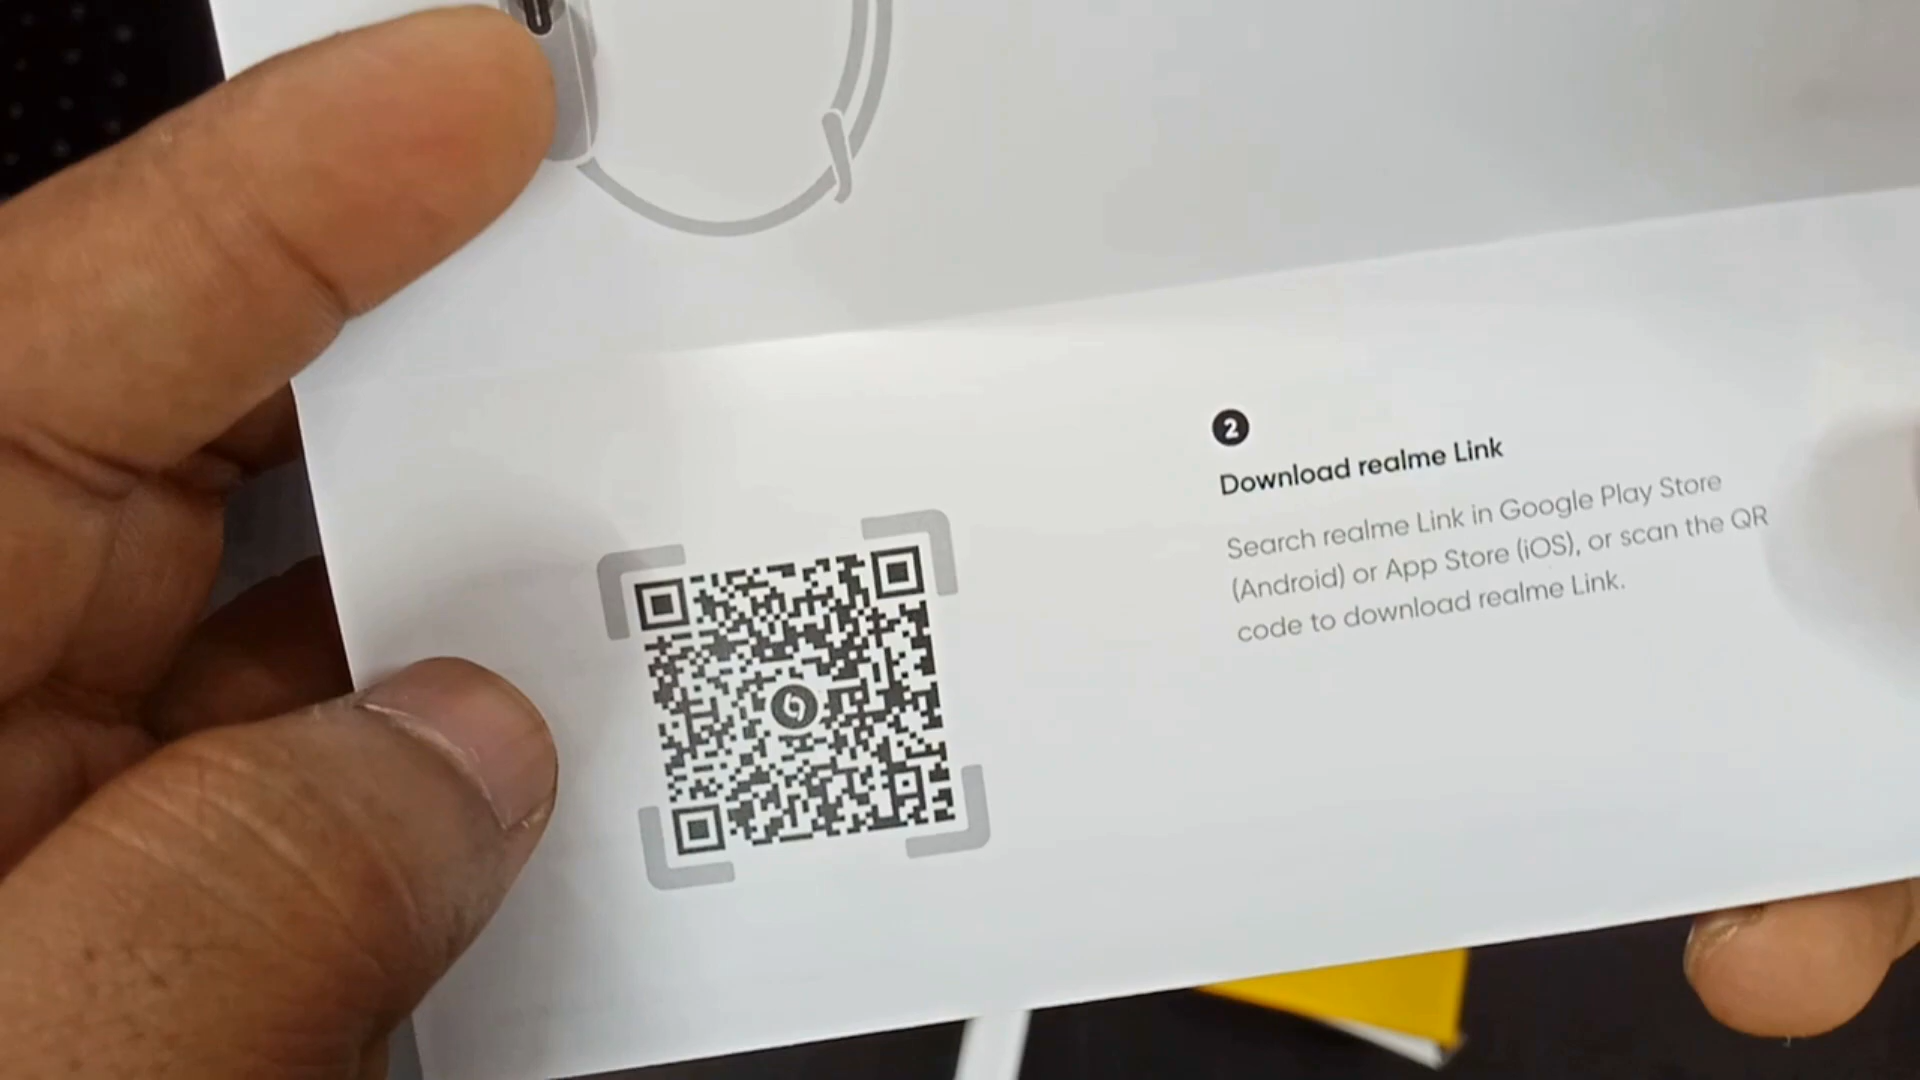 2
Download realme Link
Search realme Link in Google Play Store
(Android) or App Store (iOS), or scan the QR
code to download realme Link.